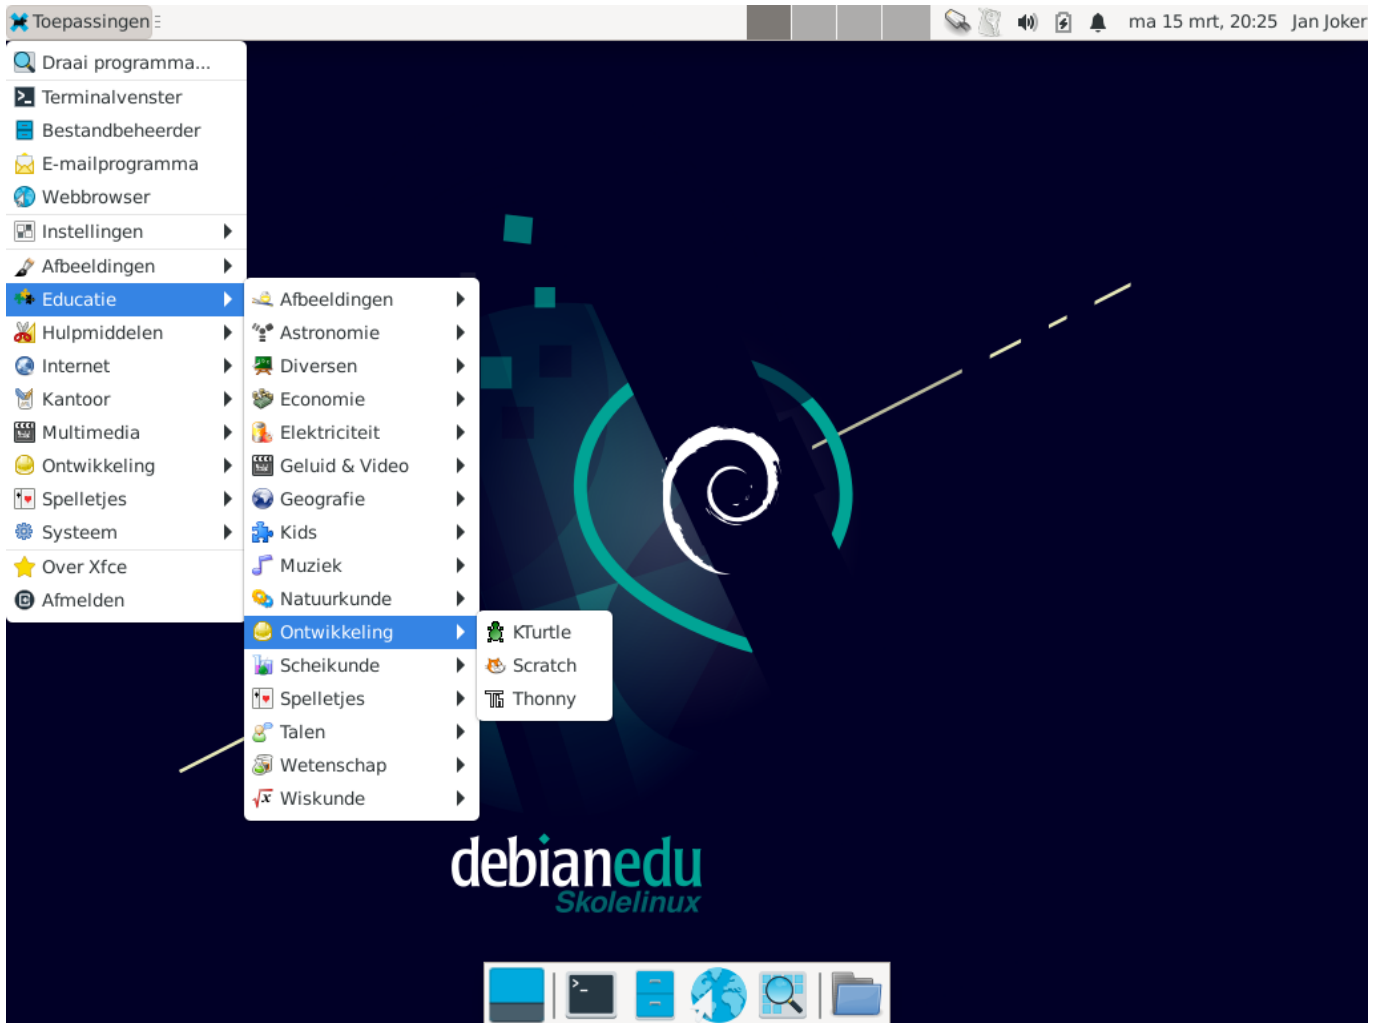 Toepassingen
ma 15 mrt, 20:25 Jan Joker
Draai programma...
Terminalvenster
Bestandbeheerder
E-mailprogramma
Webbrowser
Instellingen
Afbeeldingen
Educatie
Hulpmiddelen
Internet
Kantoor
Multimedia
Ontwikkeling
Spelletjes
Systeem
Over Xfce
Afmelden
Afbeeldingen
Astronomie
Diversen
Economie
Elektriciteit
Geluid & Video
Geografie
Kids
Muziek
Natuurkunde
Ontwikkeling
Scheikunde
Spelletjes
Talen
Wetenschap
Wiskunde
KTurtle
Scratch
Thonny
debianedu
Skolelinux